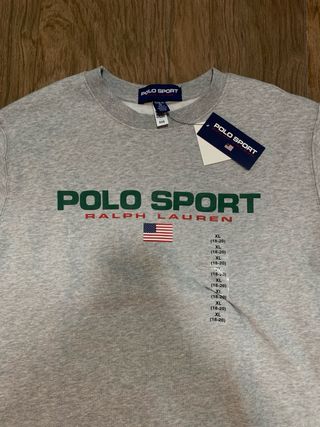 POLO SPORT
POLO SPORT
POLO SPORT
RALPH LAUREN
XL
(18-20)
XL
(18-20)
XL
(18-20)
XL
(18-20)
XL
(18-20)
XL
(18-20)